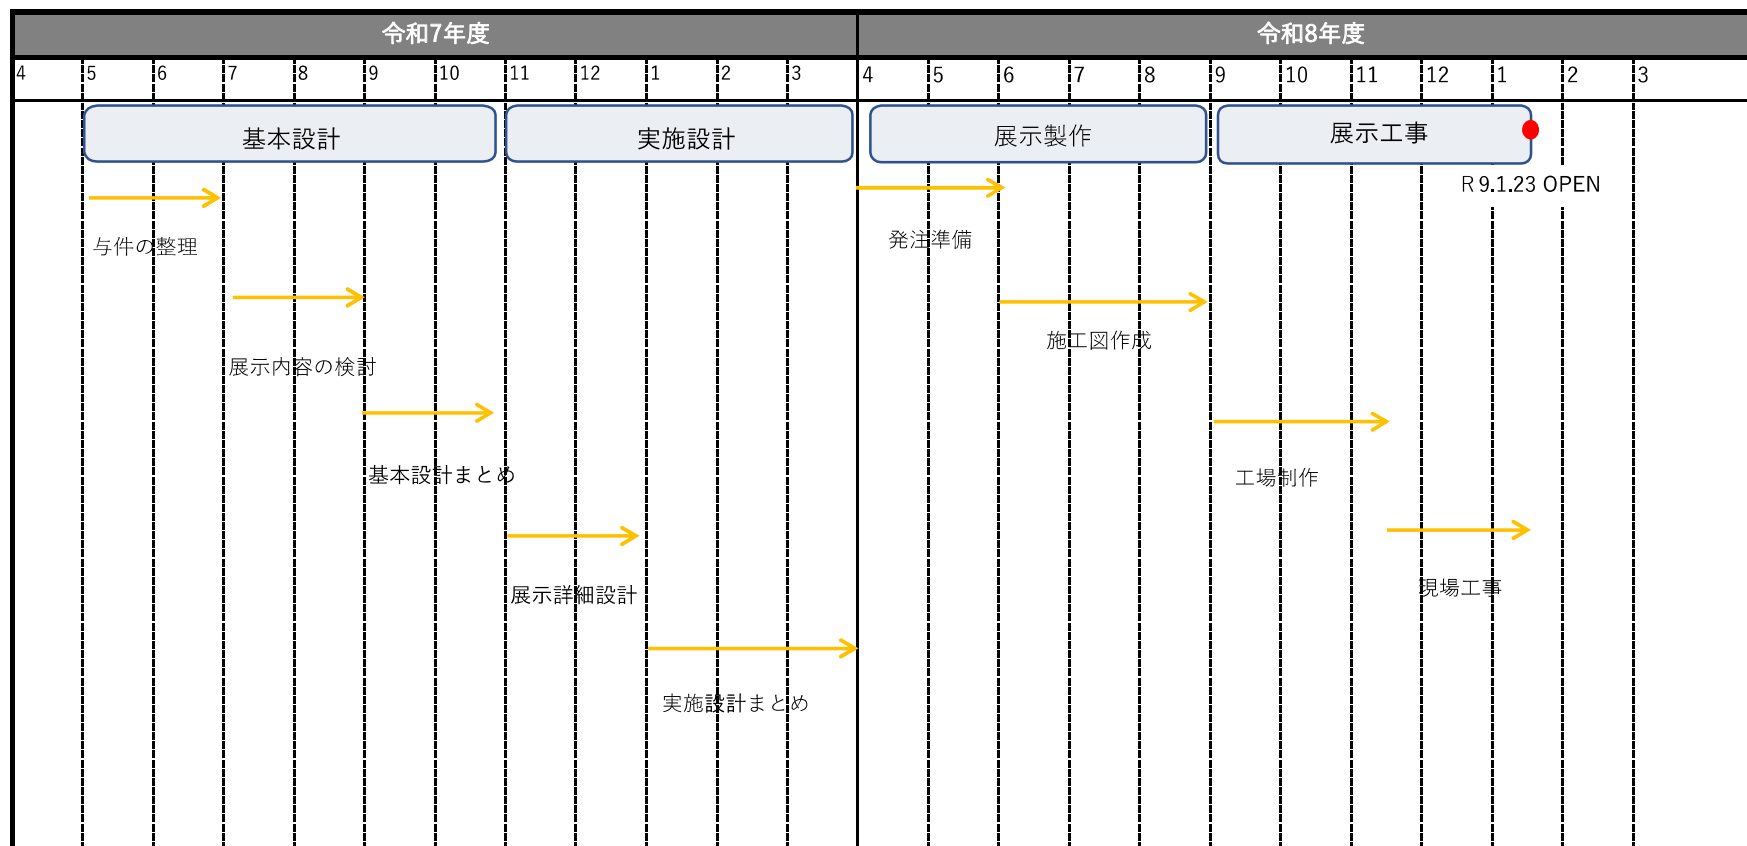 令和7年度 令和8年度
4 5 6 7 8 9 10 11 12 1 2 3 4 5 6 7 8 9 10 11 12 1 2 3
基本設計 実施設計 展示製作 展示工事
R 9.1.23 OPEN
与件の整理
発注準備
展示内容の検討
施工図作成
基本設計まとめ
工場制作
展示詳細設計
現場工事
実施設計まとめ